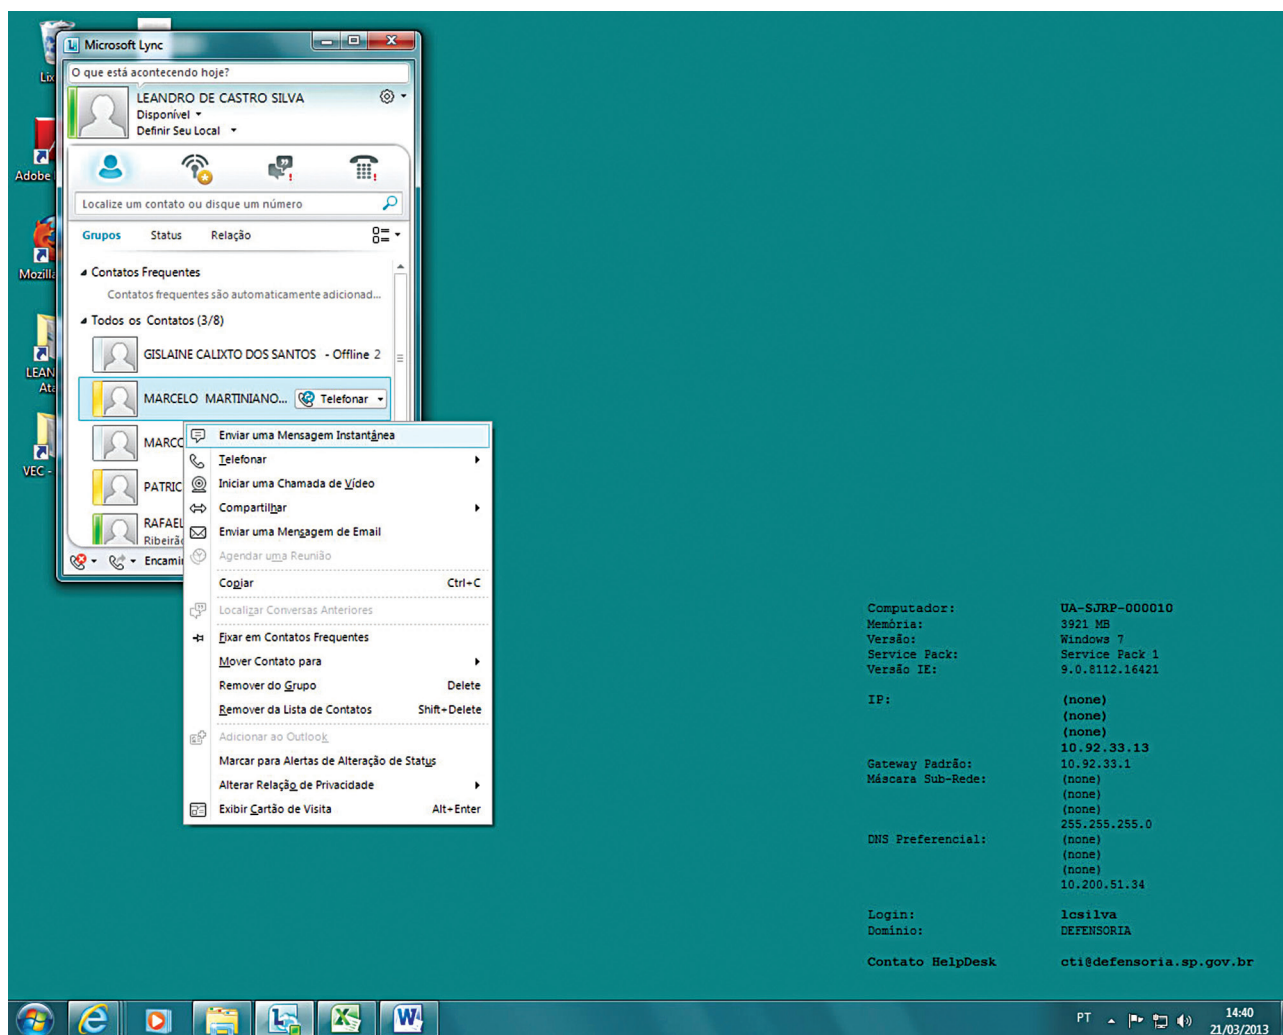 Lix
Adobe
Mozilla
LEAN
Ata
VEC -
Microsoft Lync
O que está acontecendo hoje?
LEANDRO DE CASTRO SILVA
Disponível
Definir Seu Local
Localize um contato ou disque um número
Grupos Status Relação
Contatos Frequentes
Contatos frequentes são automaticamente adicionad...
Todos os Contatos (3/8)
GISLAINE CALIXTO DOS SANTOS - Offline 2
MARCELO MARTINIANO... Telefonar
MARCO
PATRIC
RAFAEL
Ribeirã
Encami
Enviar uma Mensagem Instantânea
Telefonar
Iniciar uma Chamada de Vídeo
Compartilhar
Enviar uma Mensagem de Email
Agendar uma Reunião
Copiar Ctrl+C
Localizar Conversas Anteriores
Fixar em Contatos Frequentes
Mover Contato para
Remover do Grupo Delete
Remover da Lista de Contatos Shift+Delete
Adicionar ao Outlook
Marcar para Alertas de Alteração de Status
Alterar Relação de Privacidade
Exibir Cartão de Visita Alt+Enter
Computador: UA-SJRP-000010
Memória: 3921 MB
Versão: Windows 7
Service Pack: Service Pack 1
Versão IE: 9.0.8112.16421
IP: (none)
(none)
(none)
10.92.33.13
Gateway Padrão: 10.92.33.1
Máscara Sub-Rede: (none)
(none)
(none)
255.255.255.0
DNS Preferencial: (none)
(none)
(none)
10.200.51.34
Login: lcsilva
Domínio: DEFENSORIA
Contato HelpDesk cti@defensoria.sp.gov.br
PT 14:40
21/03/2013